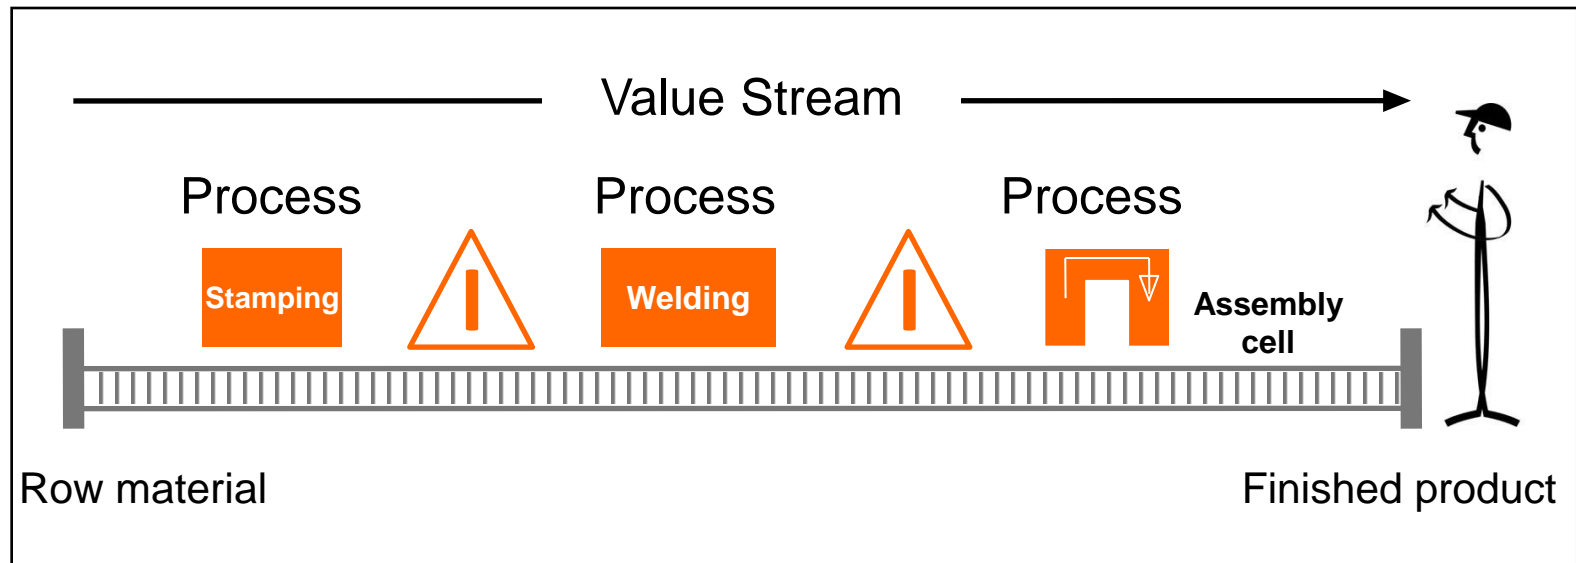 Value Stream
Process
Process
Process
Stamping
I
Welding
I
Assembly
cell
Row material
Finished product